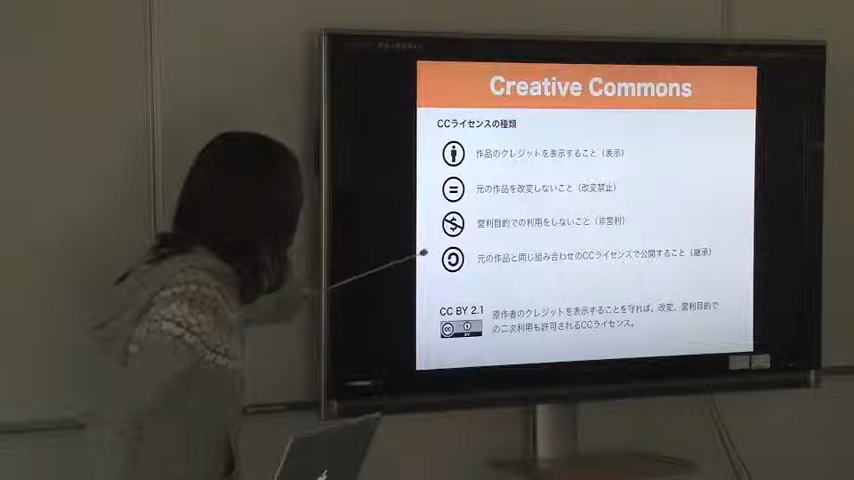 Creative Commons
CCライセンスの種類
作品のクレジットを表示すること（表示）
元の作品を改変しないこと（改変禁止）
営利目的での利用をしないこと（非営利）
元の作品と同じ組み合わせのCCライセンスで公開すること（継承）
CC BY 2.1
原作者のクレジットを表示することを守れば、改変、営利目的で
の二次利用も許可されるCCライセンス。
cc
BY